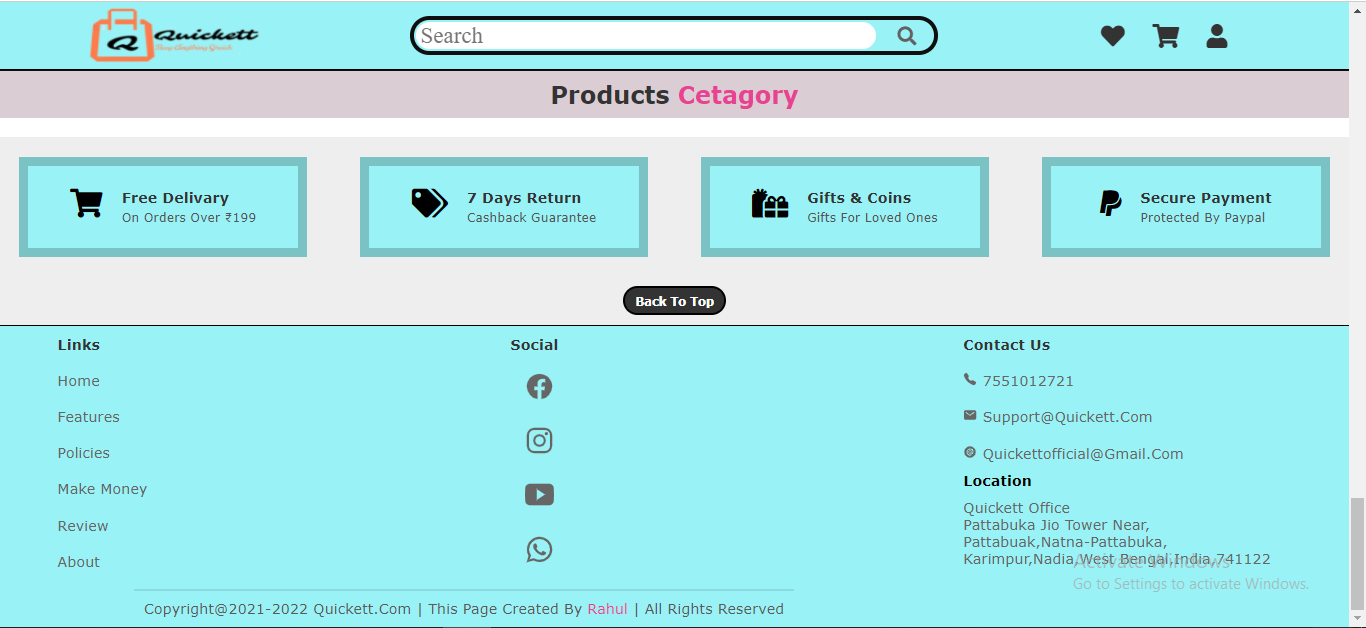 Quickett
Buy Anything Quick
Search
Products Cetagory
Free Delivary
On Orders Over ₹199
7 Days Return
Cashback Guarantee
Gifts & Coins
Gifts For Loved Ones
Secure Payment
Protected By Paypal
Back To Top
Links
Home
Features
Policies
Make Money
Review
About
Social
Contact Us
7551012721
Support@Quickett.Com
Quickettofficial@Gmail.Com
Location
Quickett Office
Pattabuka Jio Tower Near,
Pattabuak,Natna-Pattabuka,
Karimpur,Nadia,West Bengal,India,741122
Activate Windows
Go to Settings to activate Windows.
Copyright@2021-2022 Quickett.Com | This Page Created By Rahul | All Rights Reserved